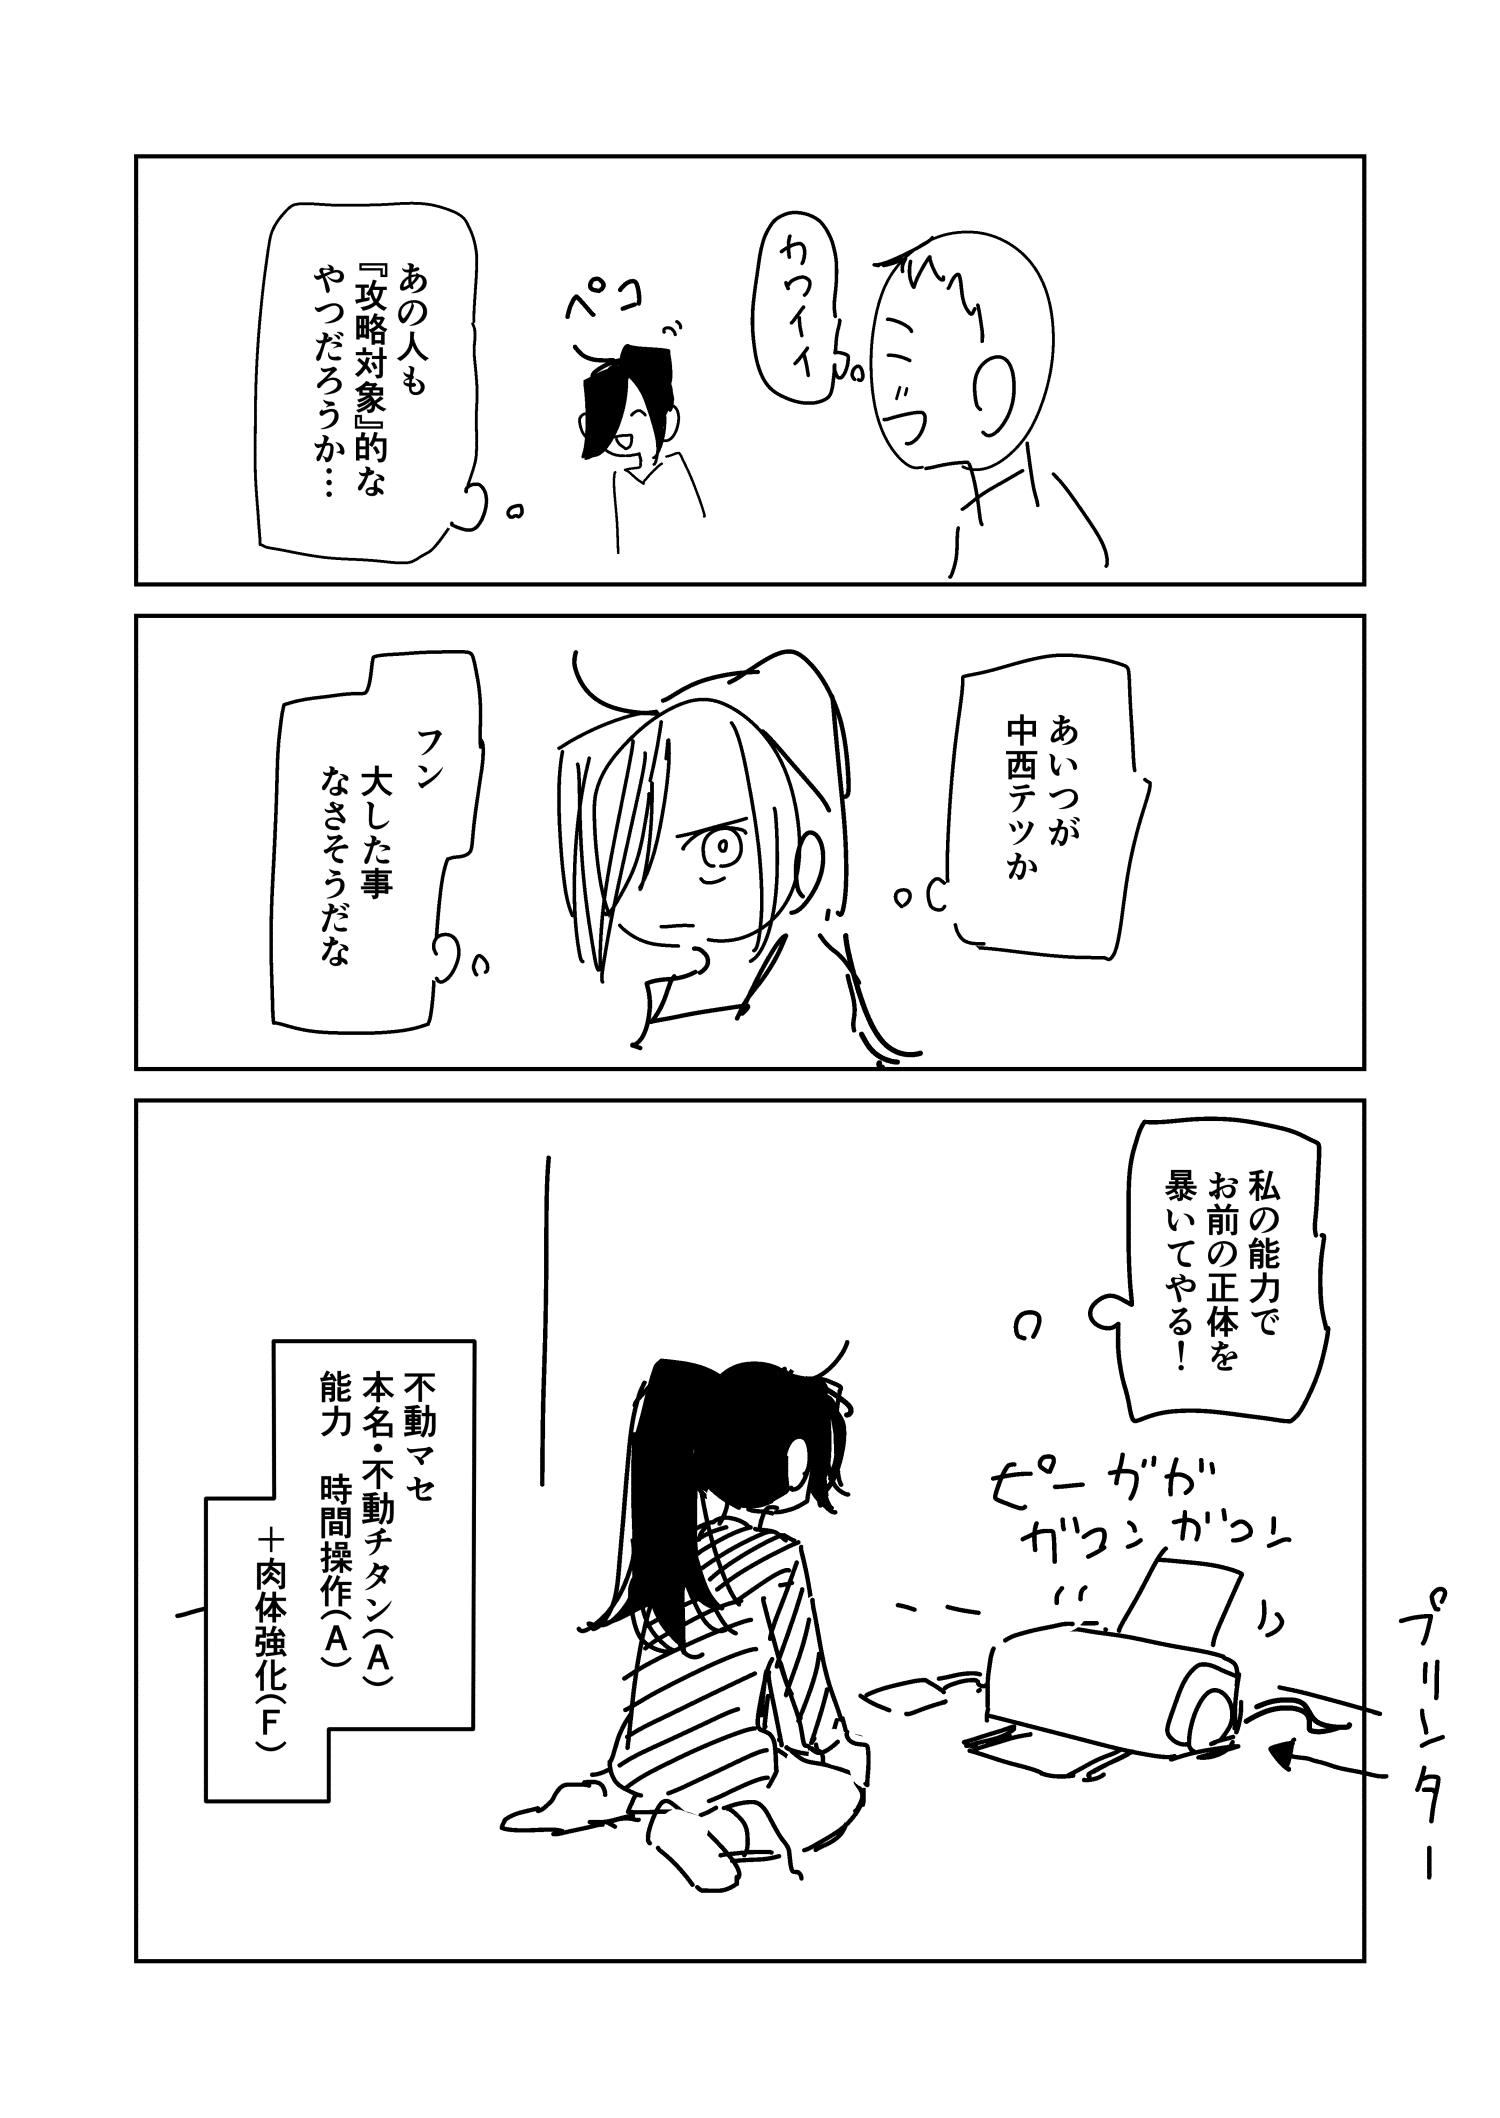 カワイイ
ペコ
あの人も
『攻略対象』的な
やつだろうか…
あいつが
中西テツか
フン
大した事
なさそうだな
私の能力で
お前の正体を
暴いてやる！
ピーガガ
ガコンガコン
プリンター
不動マセ
本名・不動チタン(A)
能力　時間操作(A)
＋肉体強化(F)